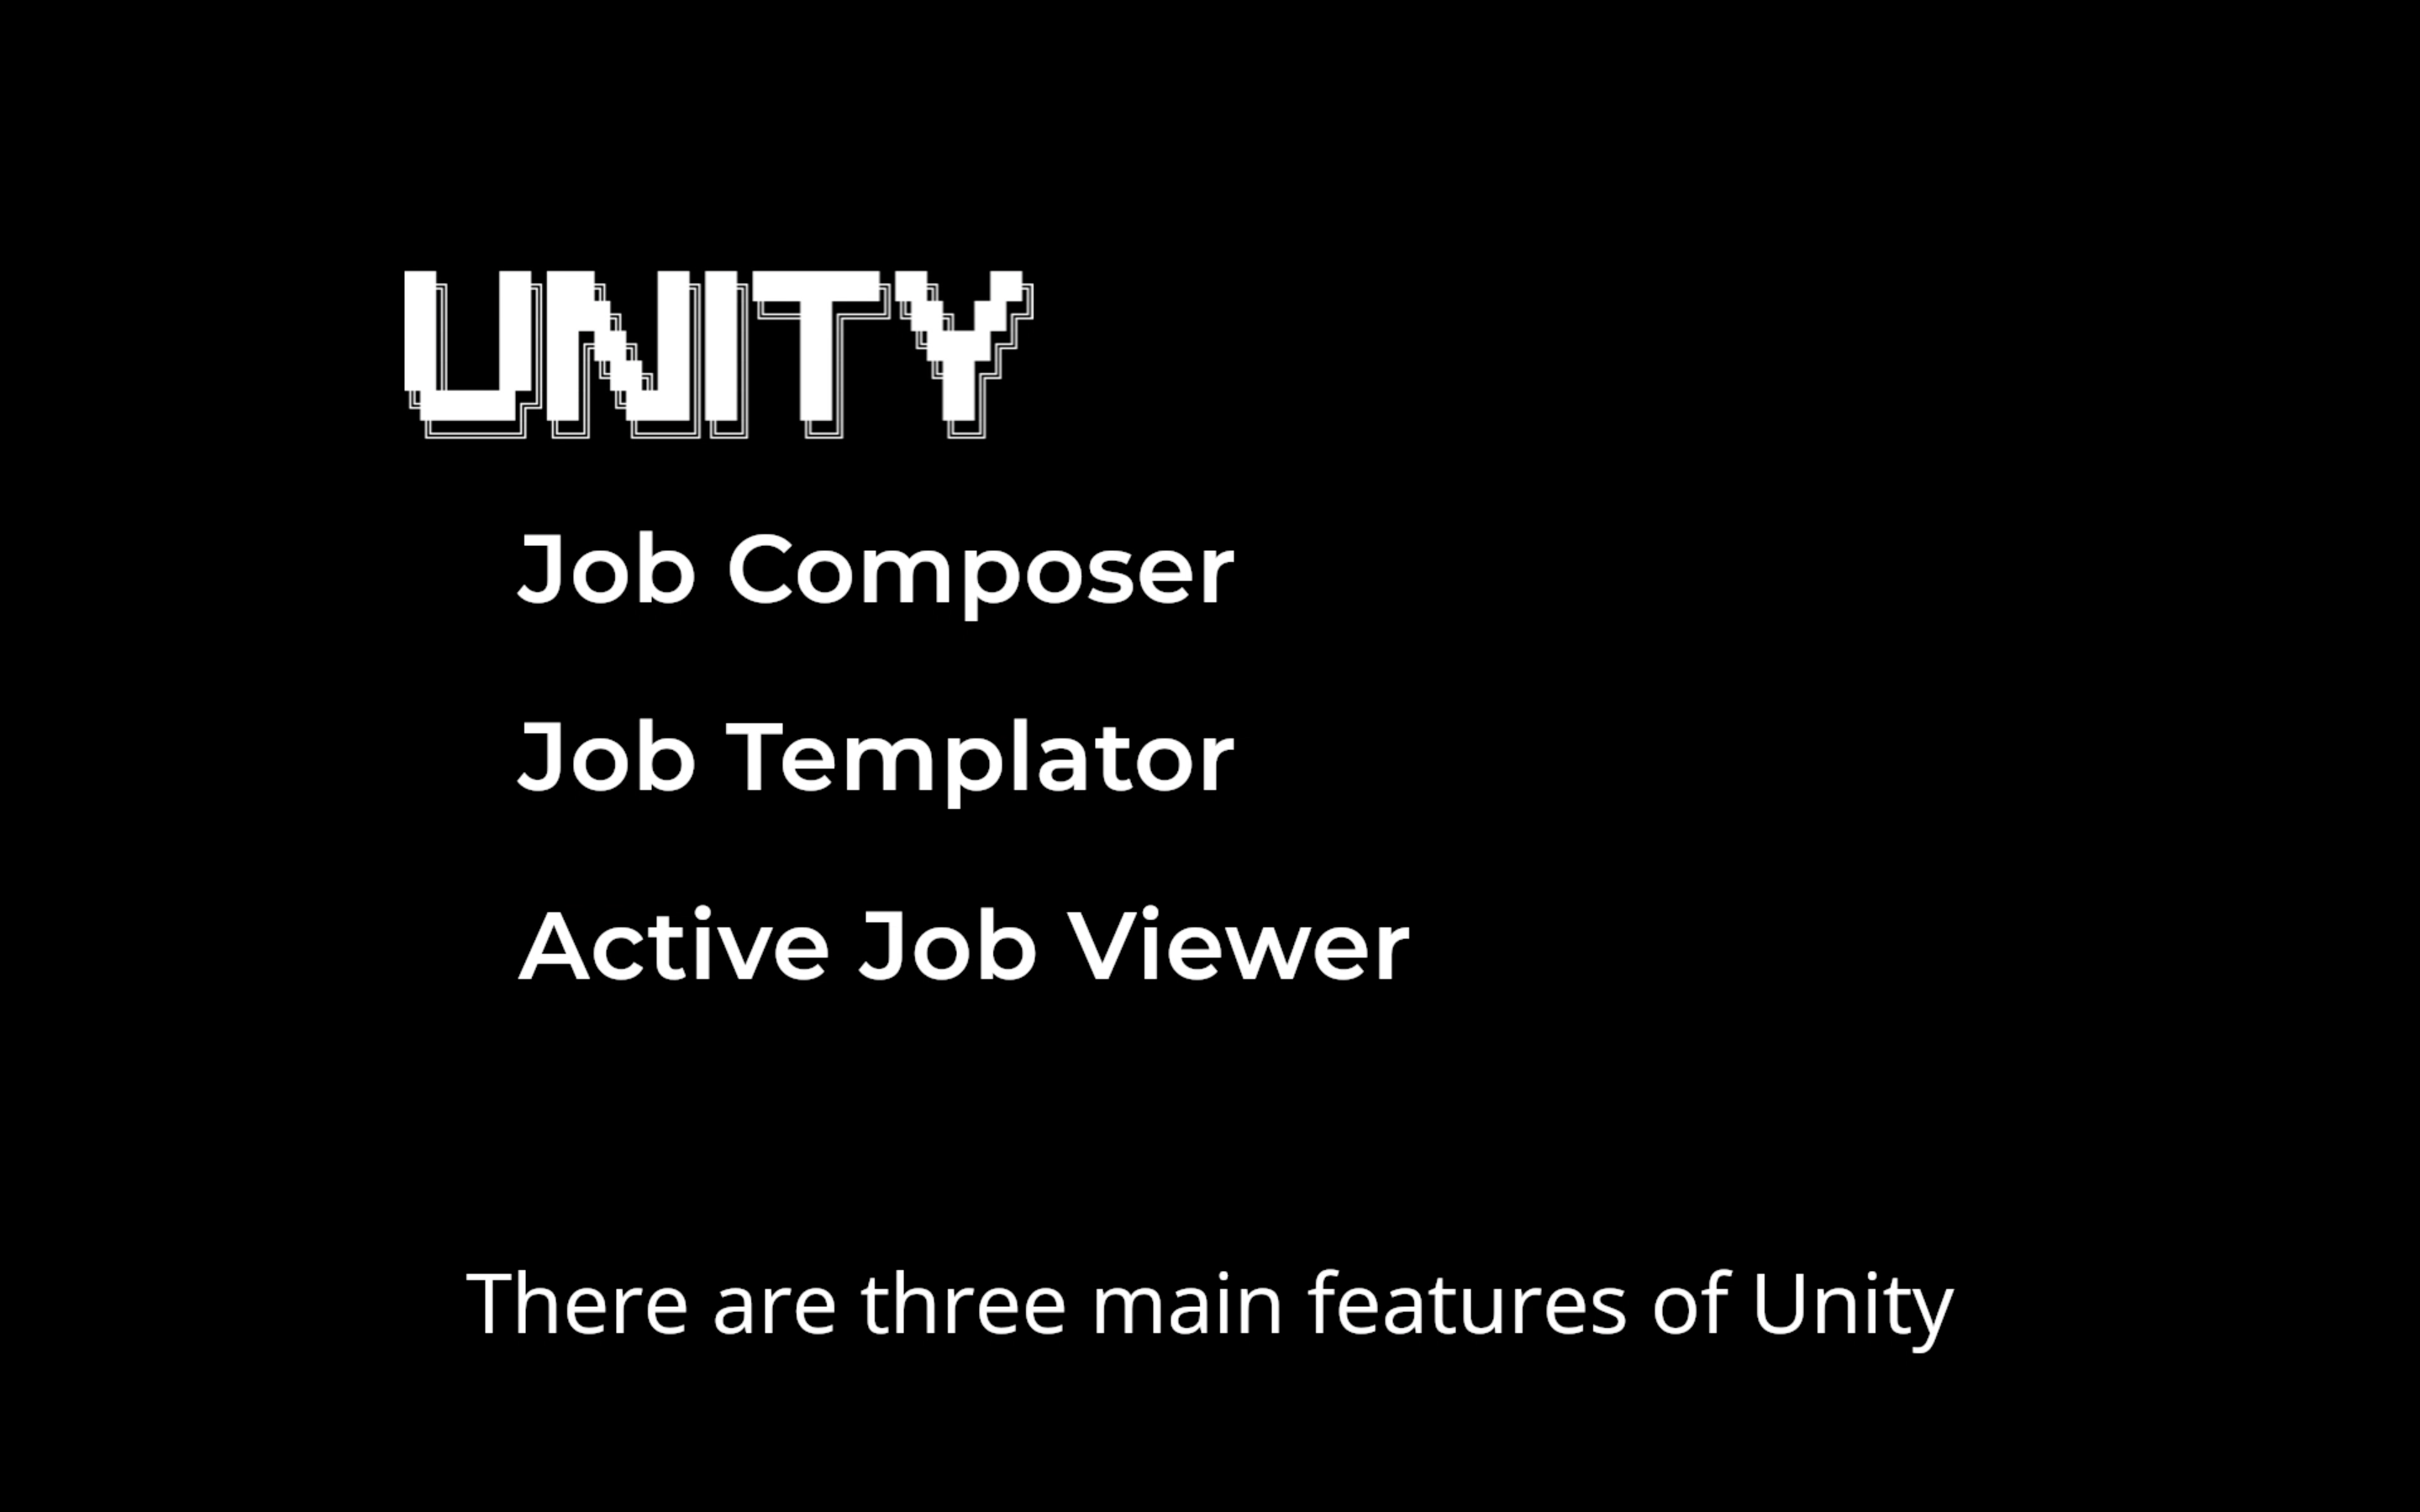 UNITY
Job Composer
Job Templator
Active Job Viewer
There are three main features of Unity